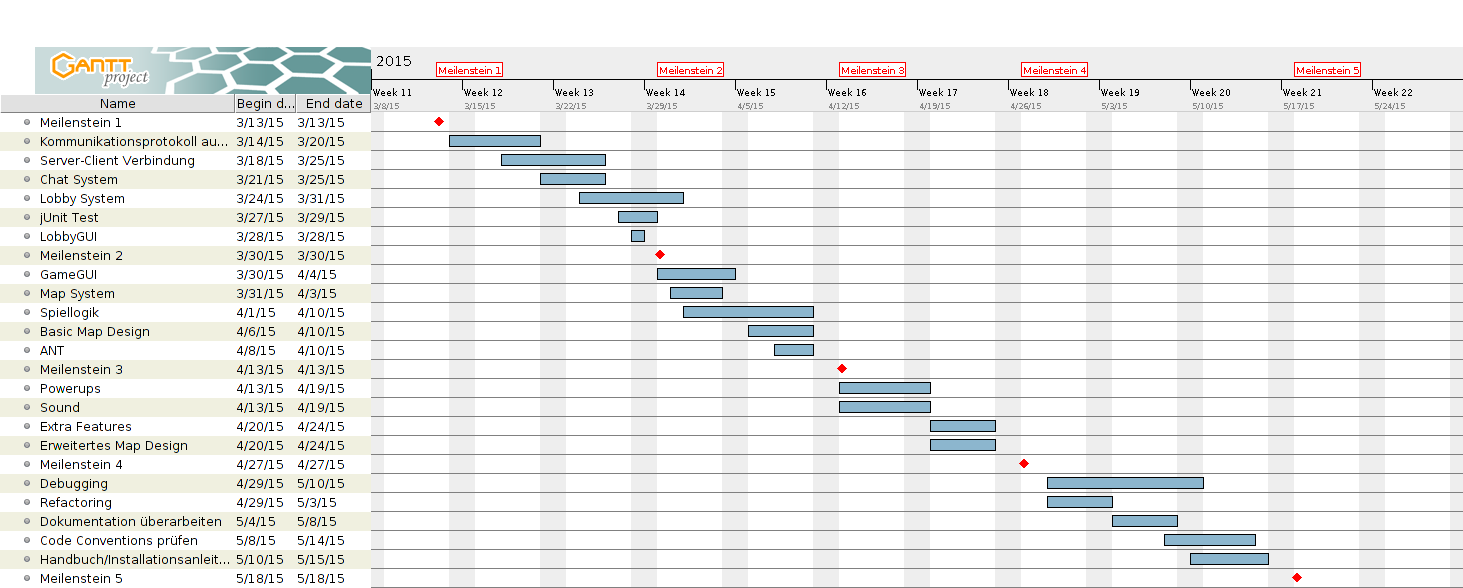 GANTT project
2015
Meilenstein 1 Meilenstein 2 Meilenstein 3 Meilenstein 4 Meilenstein 5
Week 11 Week 12 Week 13 Week 14 Week 15 Week 16 Week 17 Week 18 Week 19 Week 20 Week 21 Week 22
3/8/15 3/15/15 3/22/15 3/29/15 4/5/15 4/12/15 4/19/15 4/26/15 5/3/15 5/10/15 5/17/15 5/24/15
Name Begin d... End date
Meilenstein 1 3/13/15 3/13/15
Kommunikationsprotokoll au... 3/14/15 3/20/15
Server-Client Verbindung 3/18/15 3/25/15
Chat System 3/21/15 3/25/15
Lobby System 3/24/15 3/31/15
jUnit Test 3/27/15 3/29/15
LobbyGUI 3/28/15 3/28/15
Meilenstein 2 3/30/15 3/30/15
GameGUI 3/30/15 4/4/15
Map System 3/31/15 4/3/15
Spiellogik 4/1/15 4/10/15
Basic Map Design 4/6/15 4/10/15
ANT 4/8/15 4/10/15
Meilenstein 3 4/13/15 4/13/15
Powerups 4/13/15 4/19/15
Sound 4/13/15 4/19/15
Extra Features 4/20/15 4/24/15
Erweitertes Map Design 4/20/15 4/24/15
Meilenstein 4 4/27/15 4/27/15
Debugging 4/29/15 5/10/15
Refactoring 4/29/15 5/3/15
Dokumentation überarbeiten 5/4/15 5/8/15
Code Conventions prüfen 5/8/15 5/14/15
Handbuch/Installationsanleit... 5/10/15 5/15/15
Meilenstein 5 5/18/15 5/18/15